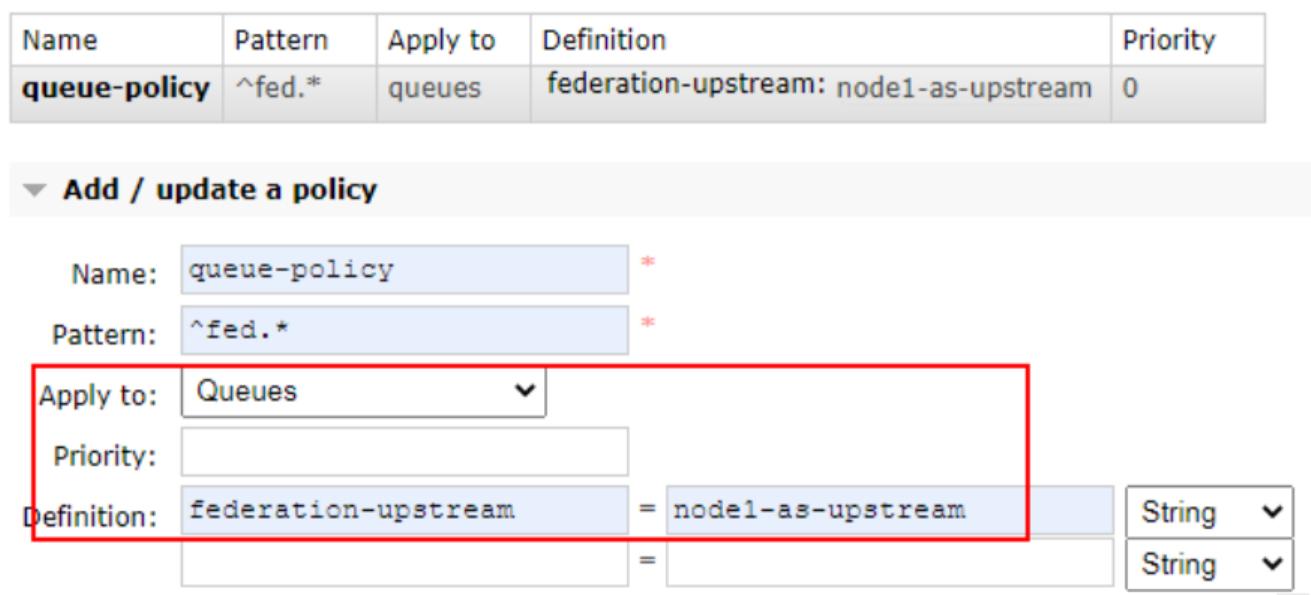 Name Pattern Apply to Definition Priority
queue-policy ^fed.* queues federation-upstream: node1-as-upstream 0
Add / update a policy
Name: queue-policy *
Pattern: ^fed.* *
Apply to: Queues
Priority:
Definition: federation-upstream = node1-as-upstream String
= String